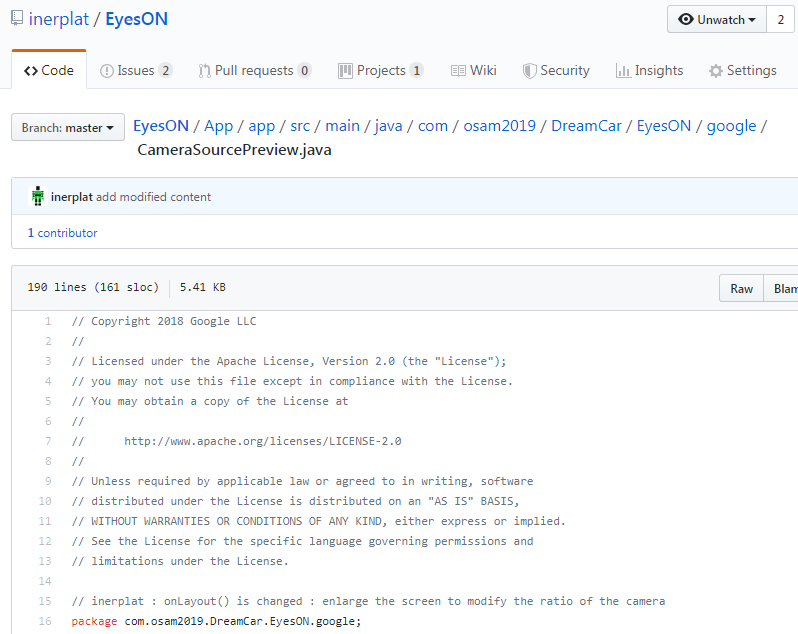 inerplat / EyesON
Unwatch 2
Code Issues 2 Pull requests 0 Projects 1 Wiki Security Insights Settings
Branch: master EyesON / App / app / src / main / java / com / osam2019 / DreamCar / EyesON / google /
CameraSourcePreview.java
inerplat add modified content
1 contributor
190 lines (161 sloc) 5.41 KB Raw Blam
1 // Copyright 2018 Google LLC
2 //
3 // Licensed under the Apache License, Version 2.0 (the "License");
4 // you may not use this file except in compliance with the License.
5 // You may obtain a copy of the License at
6 //
7 //      http://www.apache.org/licenses/LICENSE-2.0
8 //
9 // Unless required by applicable law or agreed to in writing, software
10 // distributed under the License is distributed on an "AS IS" BASIS,
11 // WITHOUT WARRANTIES OR CONDITIONS OF ANY KIND, either express or implied.
12 // See the License for the specific language governing permissions and
13 // limitations under the License.
14
15 // inerplat : onLayout() is changed : enlarge the screen to modify the ratio of the camera
16 package com.osam2019.DreamCar.EyesON.google;